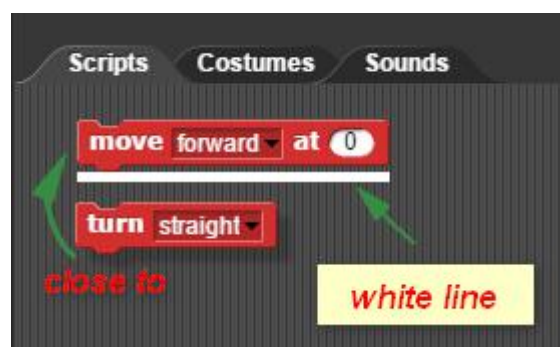 Scripts Costumes Sounds
move forward at 0
turn straight
close to
white line